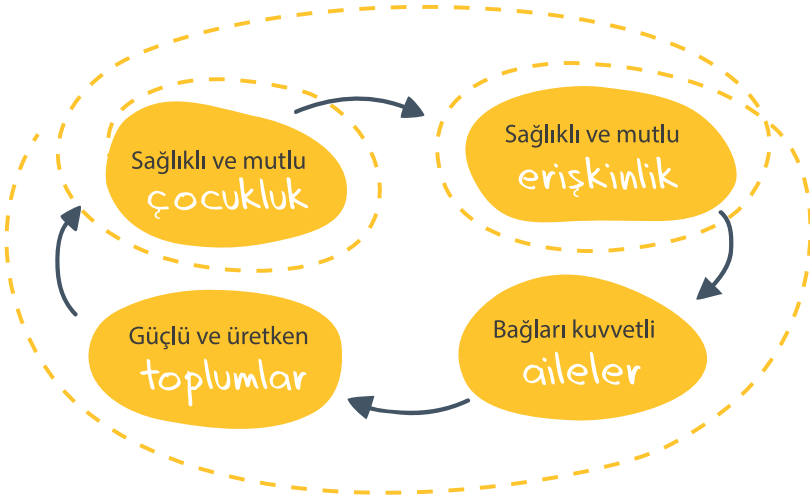 Sağlıklı ve mutlu
çocukluk
Sağlıklı ve mutlu
erişkinlik
Güçlü ve üretken
toplumlar
Bağları kuvvetli
aileler